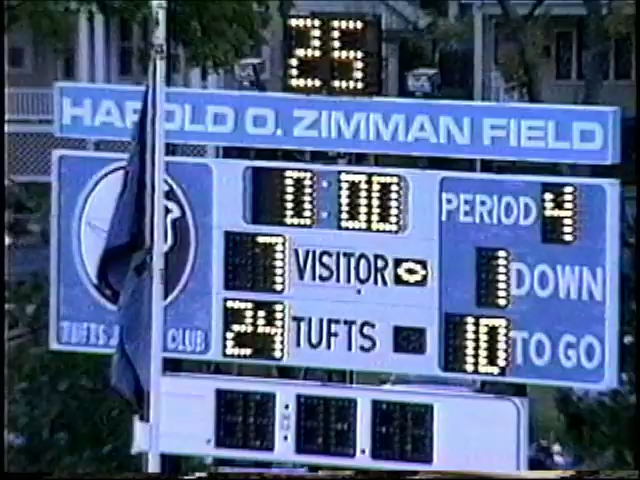 25
HAROLD O. ZIMMAN FIELD
0:00
PERIOD 4
7 VISITOR
1 DOWN
24 TUFTS
10 TO GO
TUFTS CLUB